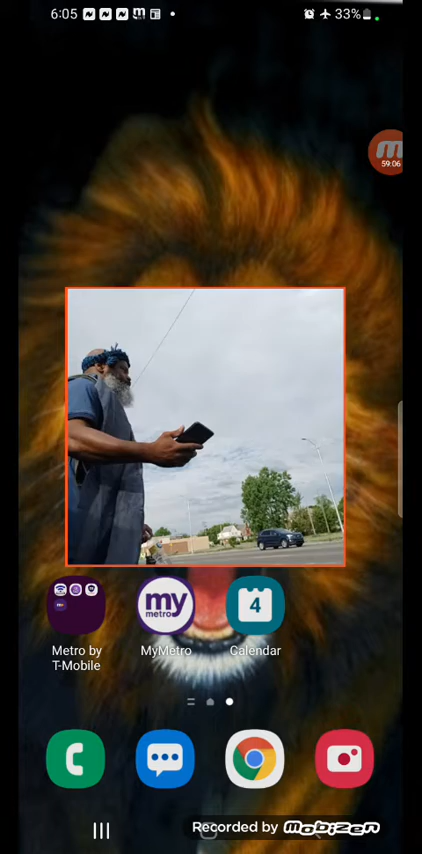 6:05
33%
59:06
my
metro
4
Metro by
T-Mobile
MyMetro
Calendar
Recorded by Mobizen